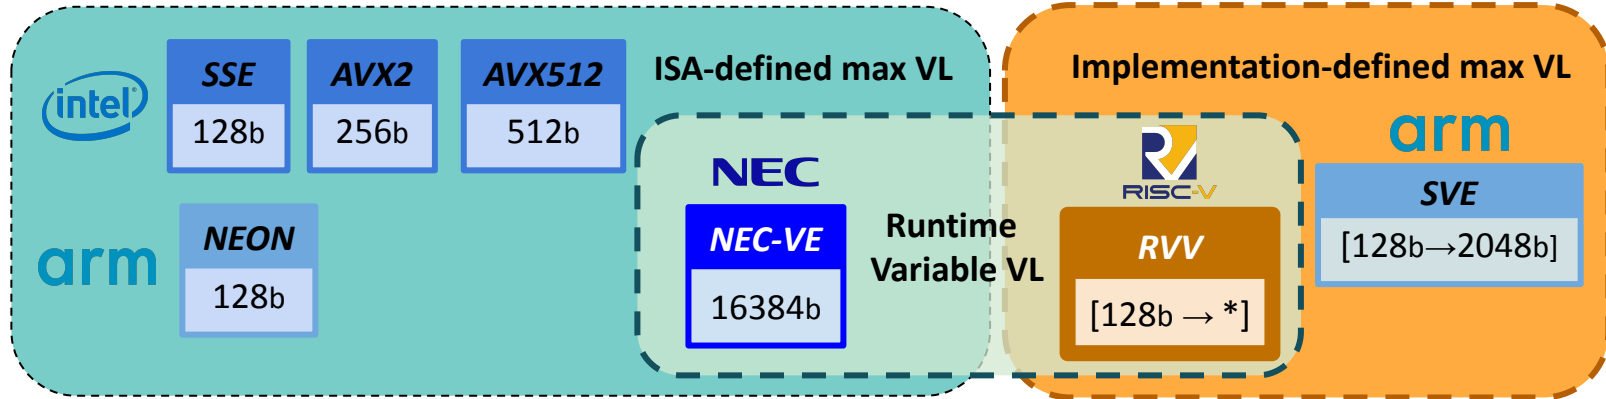 ISA-defined max VL
intel
SSE
128b
AVX2
256b
AVX512
512b
arm
NEON
128b
NEC
NEC-VE
16384b
Runtime
Variable VL
Implementation-defined max VL
RISC-V
RVV
[128b → *]
arm
SVE
[128b→2048b]